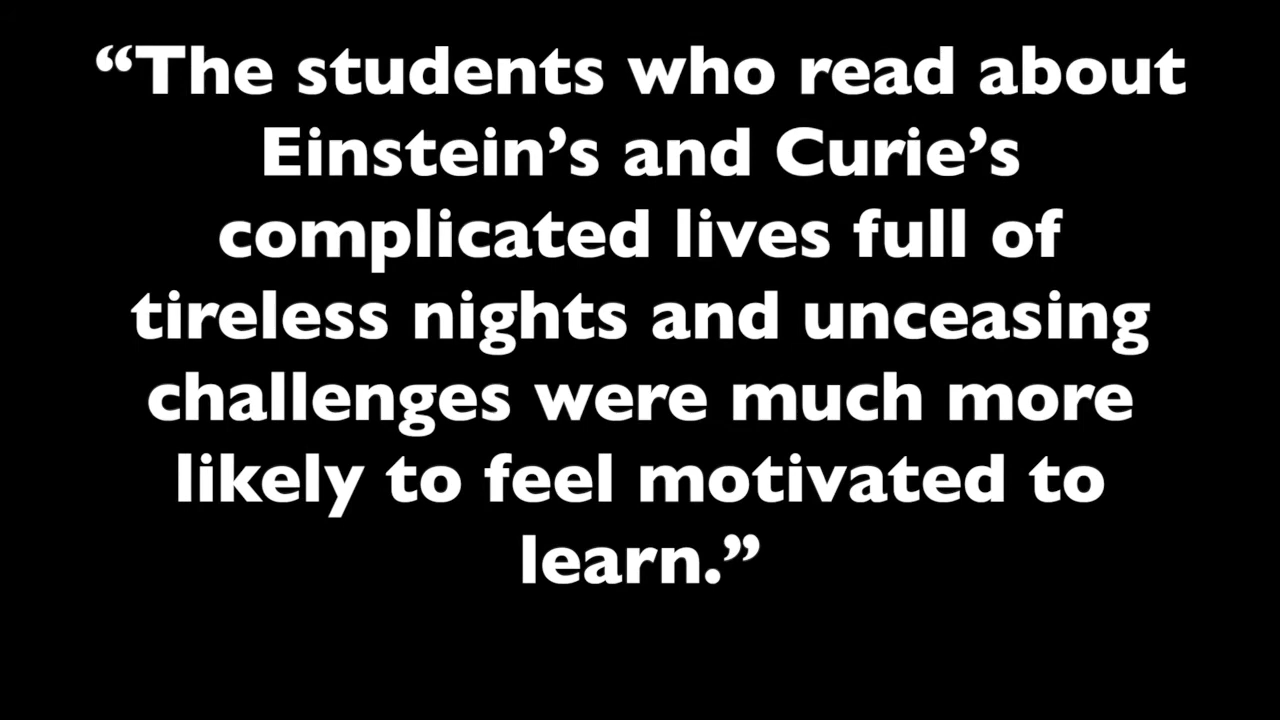 “The students who read about
Einstein’s and Curie’s
complicated lives full of
tireless nights and unceasing
challenges were much more
likely to feel motivated to
learn.”